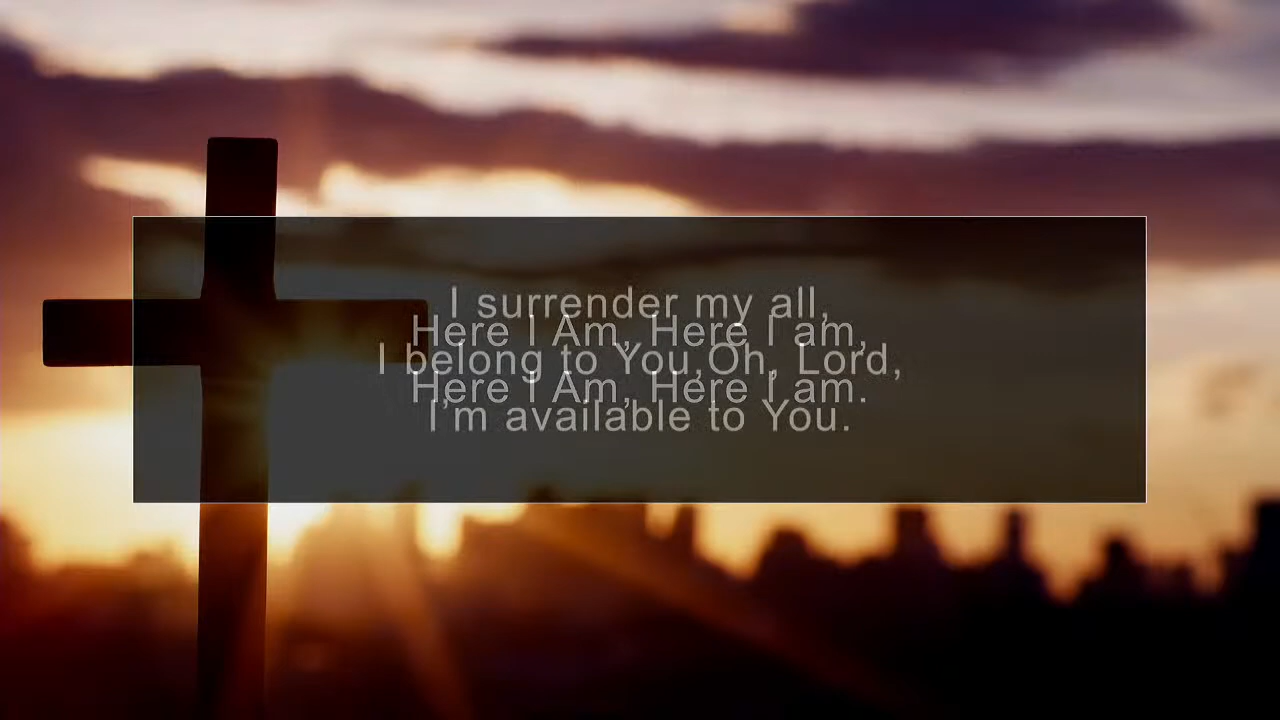 I surrender my all,
Here I Am, Here I am,
I belong to You,Oh, Lord,
Here I Am, Here I am.
I'm available to You.